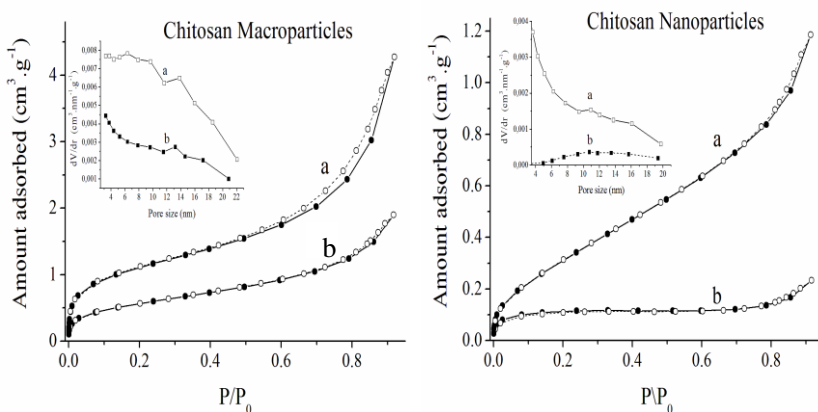 Chitosan Macroparticles
Amount adsorbed (cm³.g⁻¹)
4
3
2
1
0
dV/dr (cm³.nm⁻¹.g⁻¹)
0,008
0,007
0,006
0,005
0,004
0,003
0,002
0,001
a
b
4 6 8 10 12 14 16 18 20 22
Pore size (nm)
a
b
0.0 0.2 0.4 0.6 0.8
P/P₀
Chitosan Nanoparticles
Amount adsorbed (cm³.g⁻¹)
1.2
1.0
0.8
0.6
0.4
0.2
0.0
dV/dr (cm³.nm⁻¹.g⁻¹)
0,004
0,003
0,002
0,001
0,000
a
b
4 6 8 10 12 14 16 18 20
Pore size (nm)
a
b
0.0 0.2 0.4 0.6 0.8
P\P₀